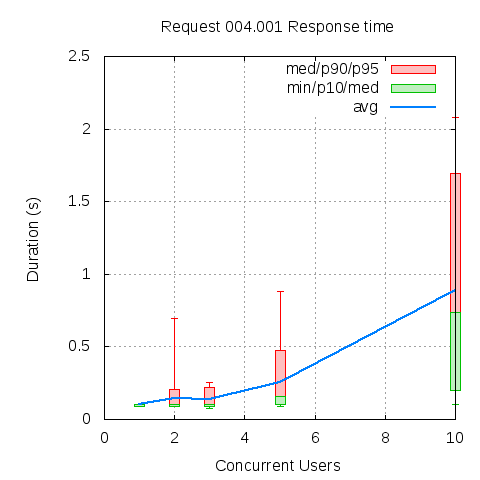 Request 004.001 Response time
2.5
med/p90/p95
min/p10/med
avg
2
1.5
Duration (s)
1
0.5
0
0 2 4 6 8 10
Concurrent Users